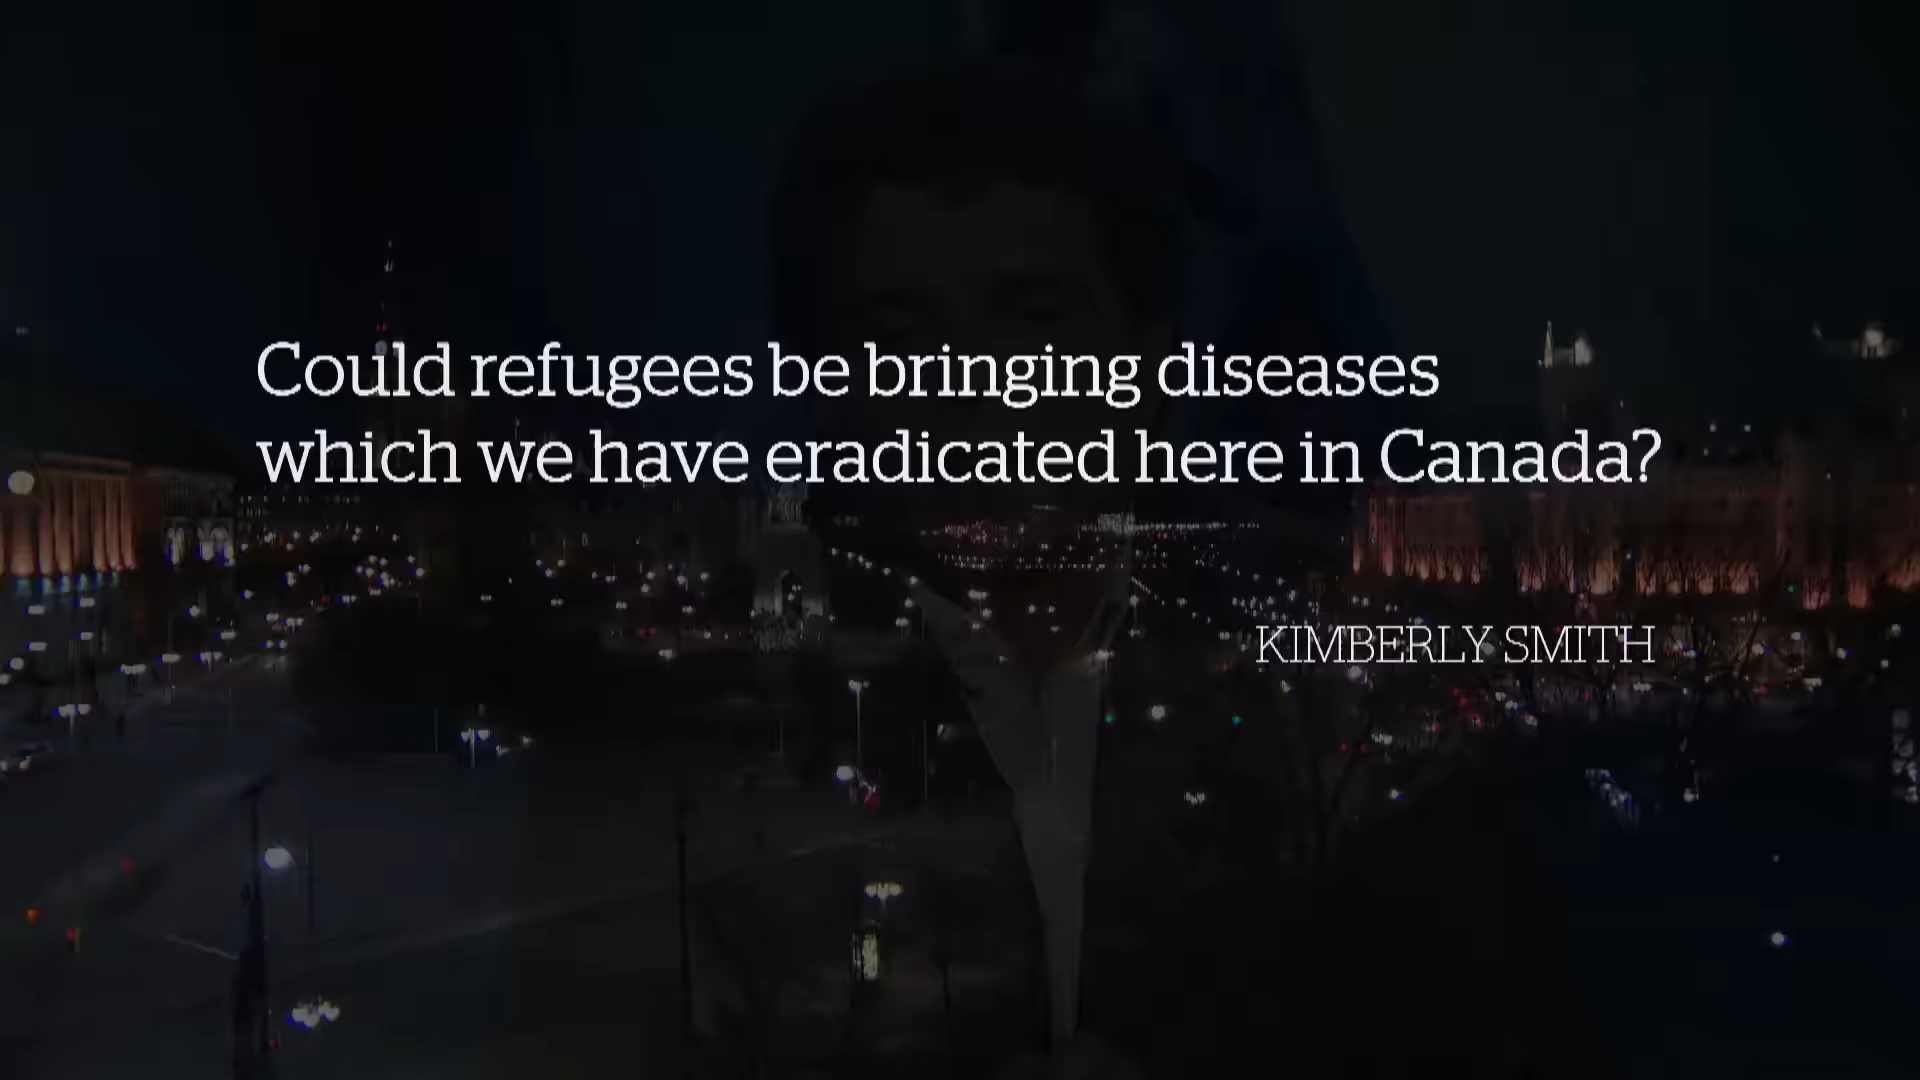 Could refugees be bringing diseases
which we have eradicated here in Canada?
KIMBERLY SMITH